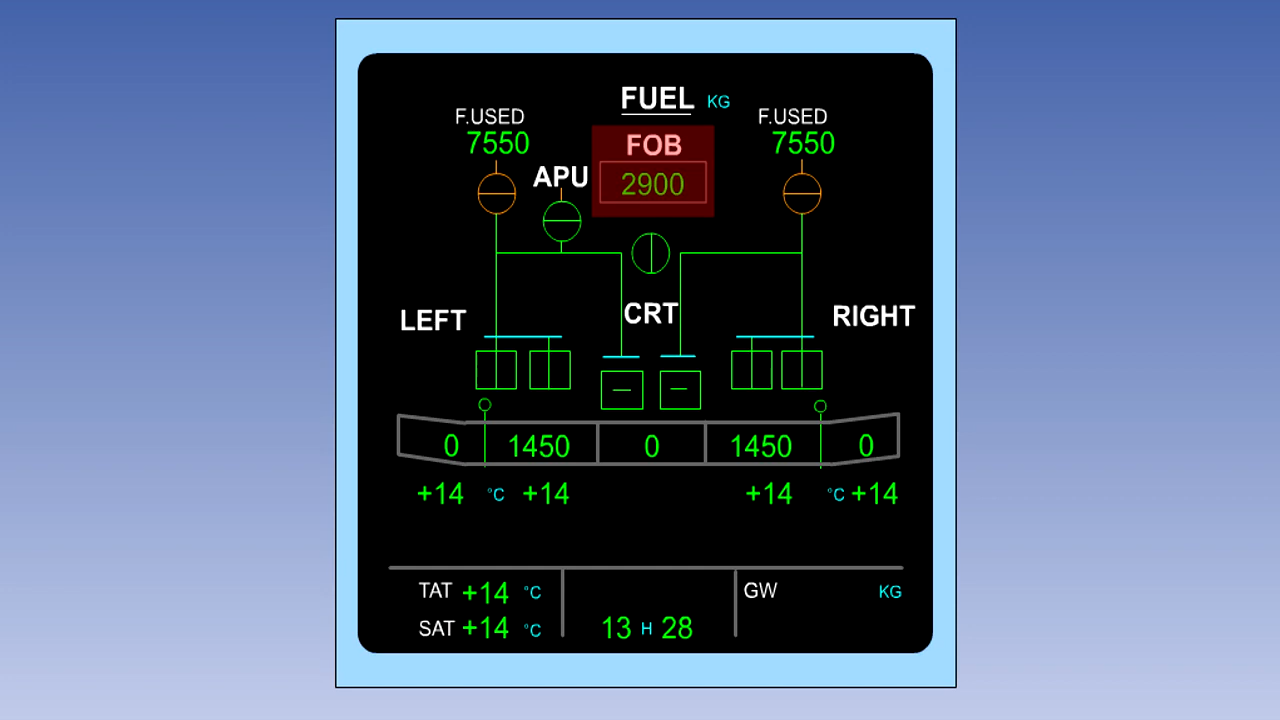 FUEL KG
F.USED F.USED
7550 FOB 7550
APU 2900
LEFT CRT RIGHT
0 1450 0 1450 0
+14 °C +14 +14 °C +14
TAT +14 °C GW KG
SAT +14 °C 13 H 28